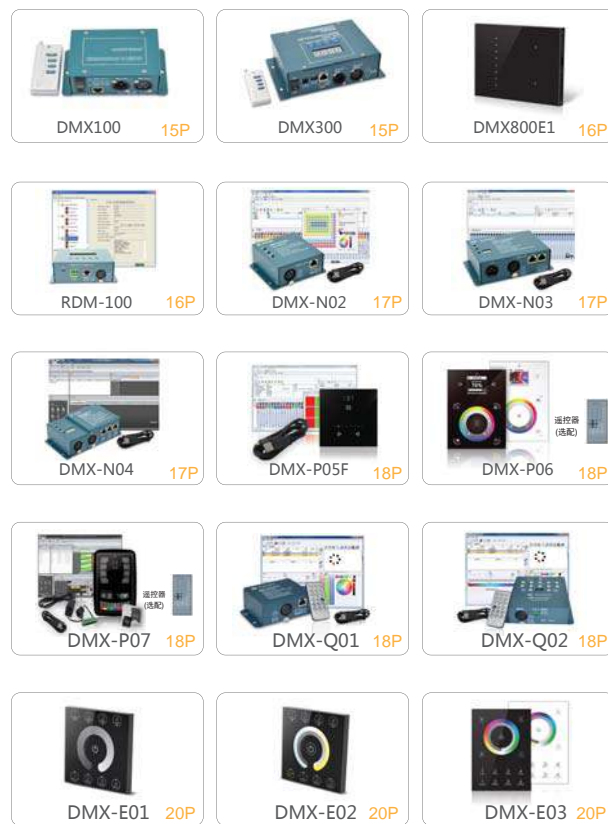 DMX100 15P
DMX300 15P
DMX800E1 16P
RDM-100 16P
DMX-N02 17P
DMX-N03 17P
DMX-N04 17P
DMX-P05F 18P
遥控器
(选配)
DMX-P06 18P
遥控器
(选配)
DMX-P07 18P
DMX-Q01 18P
DMX-Q02 18P
DMX-E01 20P
DMX-E02 20P
DMX-E03 20P